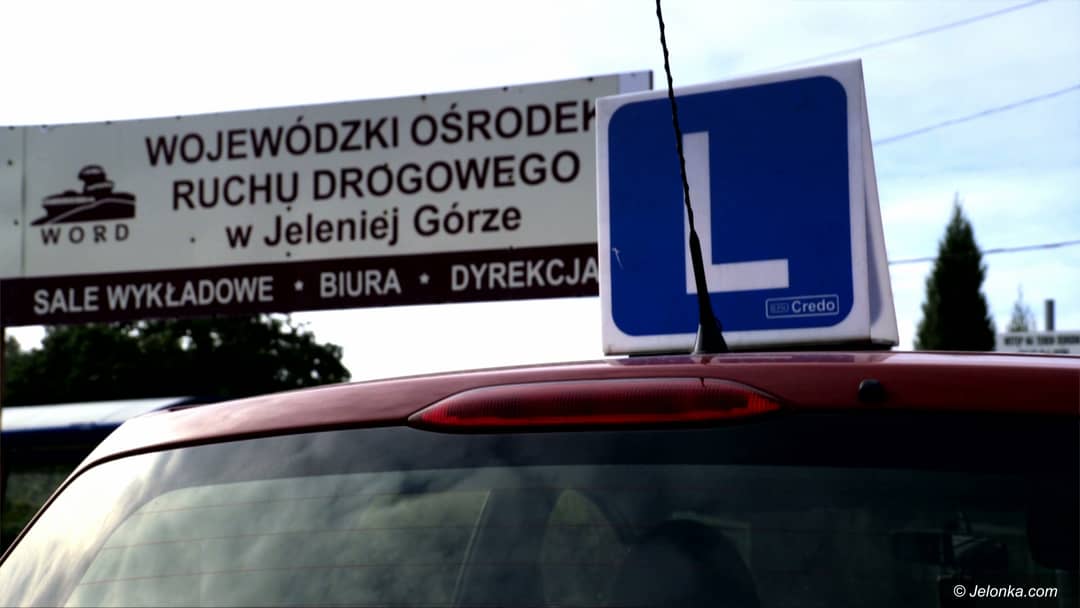 WOJEWÓDZKI OŚRODEK
RUCHU DROGOWEGO
w Jeleniej Górze
WORD
SALE WYKŁADOWE * BIURA * DYREKCJA
L
Credo
© Jelonka.com